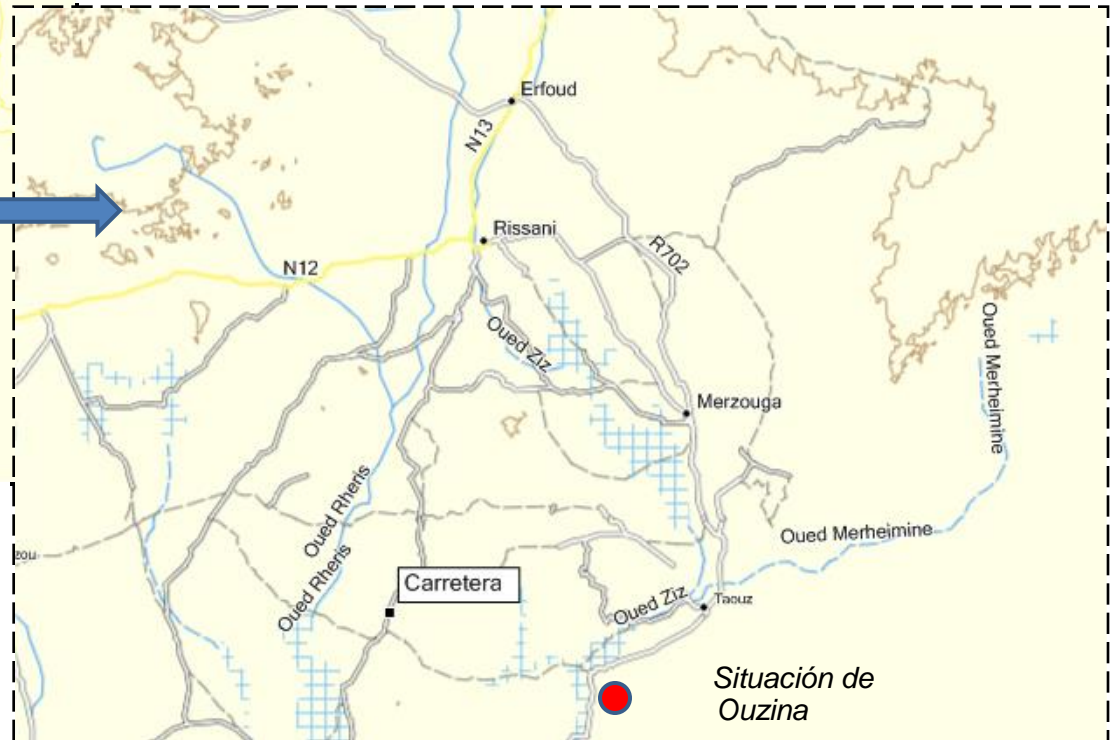 Erfoud
N13
Rissani
R702
N12
Oued Ziz
Oued Merheimine
Merzouga
Oued Rheris
Oued Merheimine
zou
Carretera
Oued Rheris
Oued Ziz
Taouz
Situación de
Ouzina